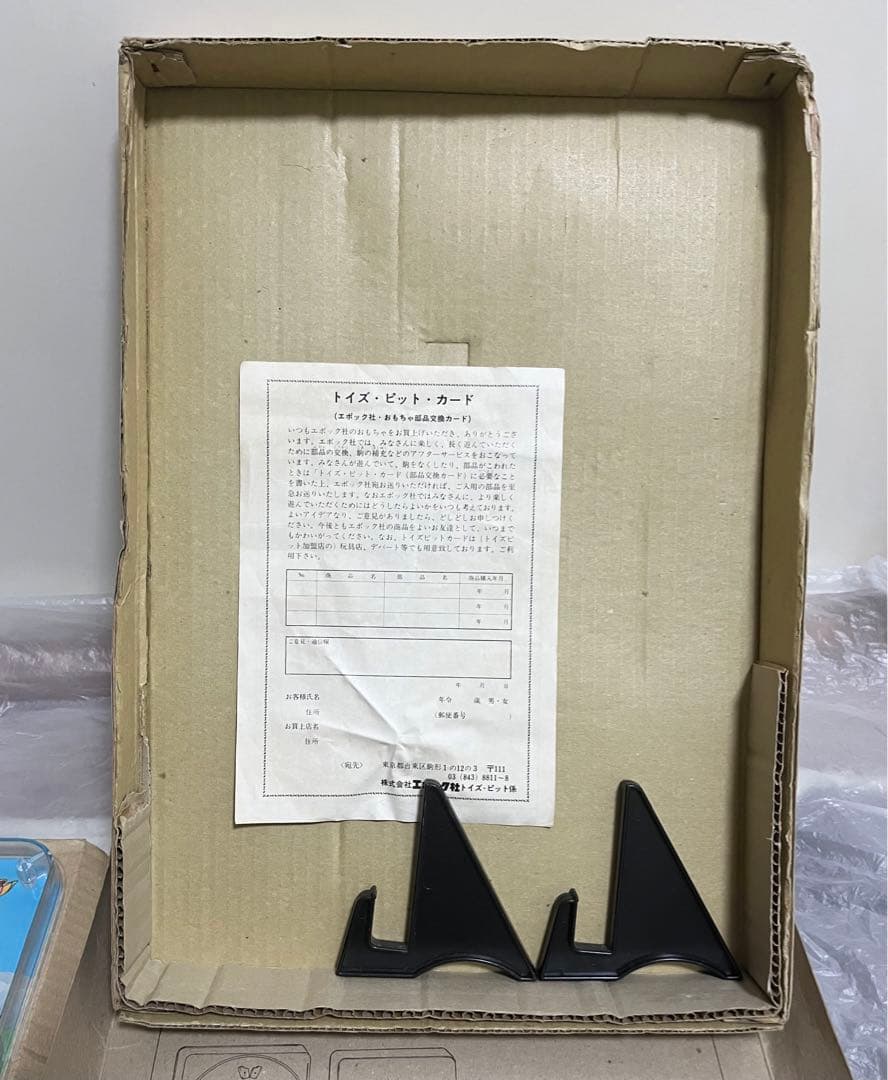 トイズ・ピット・カード
(エポック社・おもちゃ部品交換カード)
いつもエポック社のおもちゃをお買上げいただき、ありがとうござ
います。エポック社では、みなさんに楽しく、長く遊んでいただく
ために部品の交換、駒の補充などのアフターサービスをおこなって
います。みなさんが遊んでいて、駒をなくしたり、部品がこわれた
ときは「トイズ・ピット・カード(部品交換カード)に必要なこと
を書いた上、エポック社宛お送りいただければ、ご入用の部品を至
急お送りいたします。なおエポック社ではみなさんに、より楽しく
遊んでいただくためにはどうしたらよいかをいつも考えております。
よいアイデアなり、ご意見がありましたら、どしどしお申しつけく
ださい。今後ともエポック社の商品をよいお友達として、いつまで
もかわいがってください。なお、トイズピットカードは(トイズピ
ット加盟店の)玩具店、デパート等でも用意致しております。ご利
用下さい。
№ 商品名 部品名 商品購入年月
年 月
年 月
年 月
ご意見・通信欄
年 月 日
お客様氏名 年令 歳 男・女
住所 (郵便番号 )
お買上店名
住所
〈宛先〉 東京都台東区駒形1の12の3 〒111
03 (843) 8811〜8
株式会社エポック社トイズ・ピット係